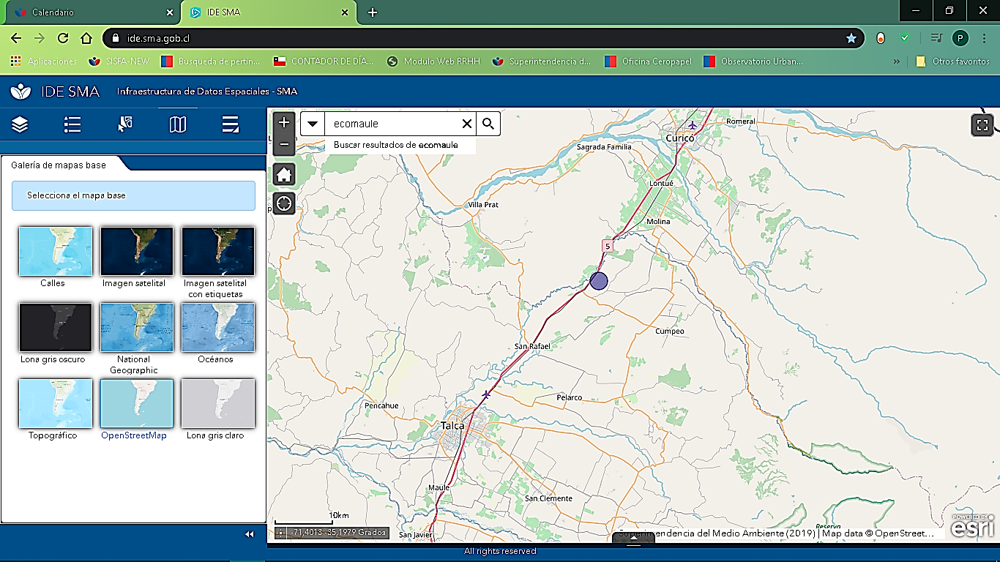 Calendario
IDE SMA
ide.sma.gob.cl
P
Aplicaciones
SISFA-NEW
Busqueda de pertin...
CONTADOR DE DÍA...
Modulo Web RRHH
Superintendencia d...
Oficina Ceropapel
Observatorio Urban...
Otros favoritos
IDE SMA
Infraestructura de Datos Espaciales - SMA
Galería de mapas base
Selecciona el mapa base
Calles
Imagen satelital
Imagen satelital
con etiquetas
Lona gris oscuro
National
Geographic
Océanos
Topográfico
OpenStreetMap
Lona gris claro
ecomaule
Buscar resultados de ecomaule
Romeral
Curicó
Sagrada Familia
Lontué
Villa Prat
Molina
5
Cumpeo
San Rafael
Pelarco
Pencahue
Talca
Maule
San Clemente
San Javier
Reserva
10km
-71,4013 -35,1979 Grados
Superintendencia del Medio Ambiente (2019) | Map data © OpenStreet...
POWERED BY
esri
All rights reserved